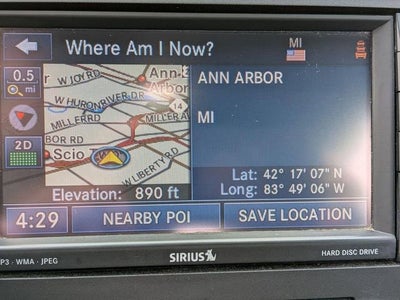 Where Am I Now?
MI
0.5
mi
2D
W JOY RD
Ann
Arbor
W HURON RIVER DR
14
MILLER RD
MILLER A
BOR RD
Scio
W LIBERTY RD
Elevation: 890 ft
ANN ARBOR
MI
Lat: 42° 17' 07" N
Long: 83° 49' 06" W
4:29
NEARBY POI
SAVE LOCATION
P3 · WMA · JPEG
SIRIUS
HARD DISC DRIVE